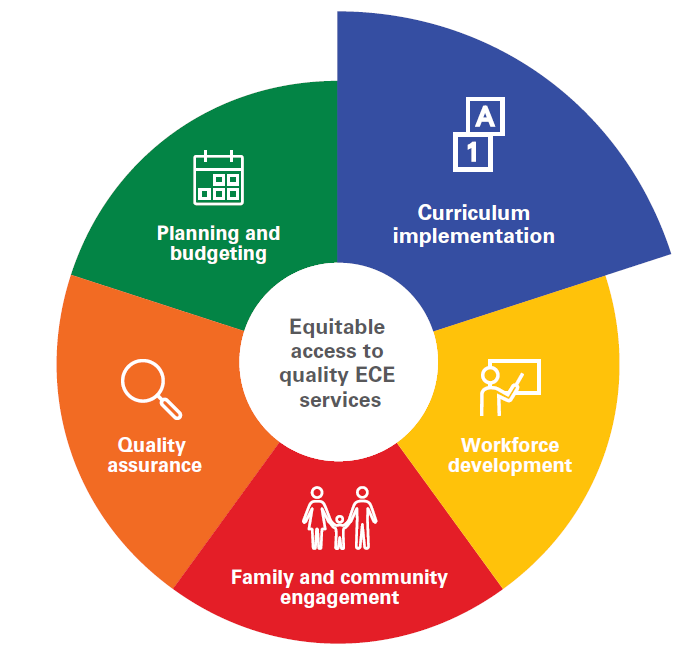 A
1
Curriculum
implementation
Planning and
budgeting
Equitable
access to
quality ECE
services
Quality
assurance
Workforce
development
Family and community
engagement